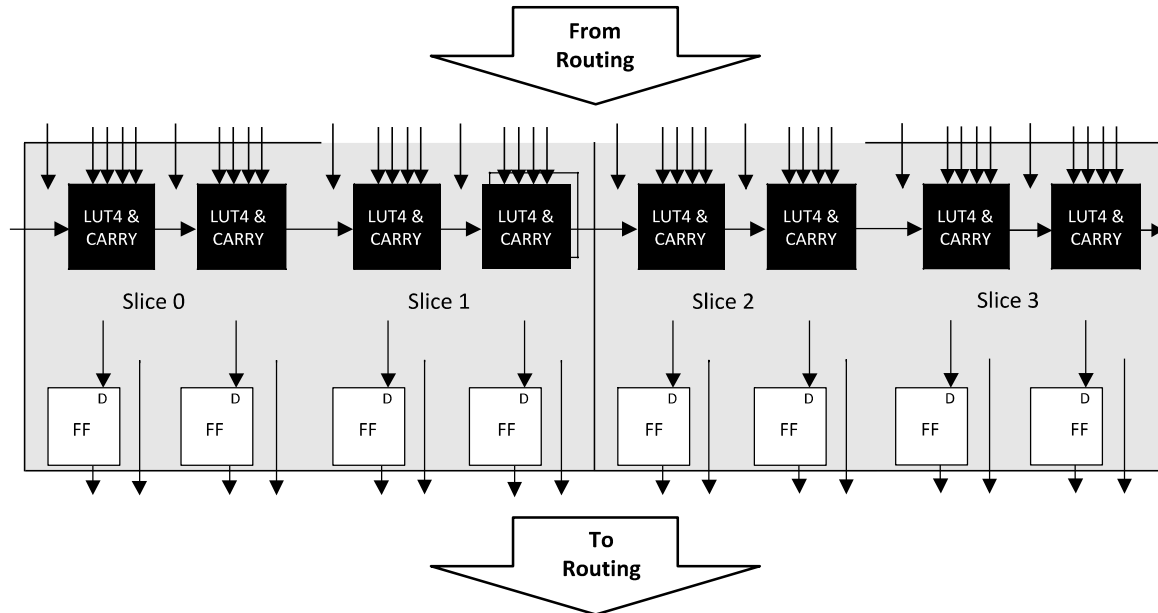 From
Routing
LUT4 &
CARRY
LUT4 &
CARRY
LUT4 &
CARRY
LUT4 &
CARRY
LUT4 &
CARRY
LUT4 &
CARRY
LUT4 &
CARRY
LUT4 &
CARRY
Slice 0
Slice 1
Slice 2
Slice 3
D
FF
D
FF
D
FF
D
FF
D
FF
D
FF
D
FF
D
FF
To
Routing